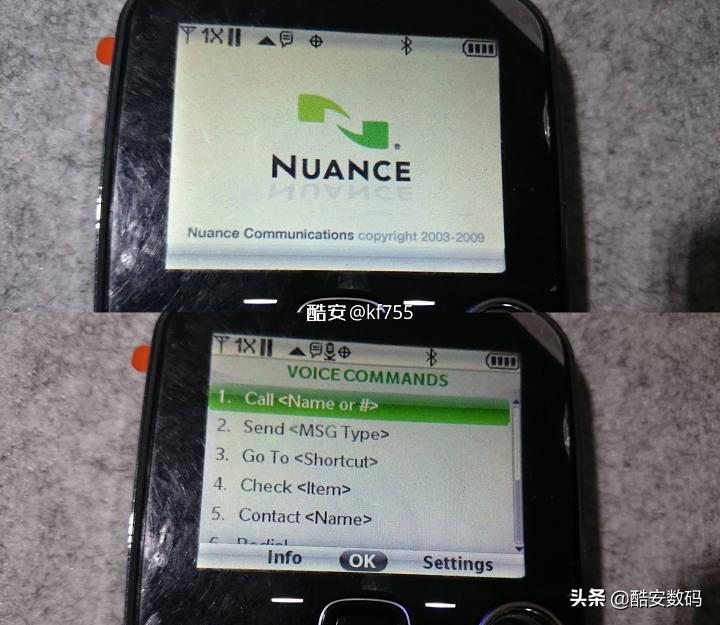 1X
NUANCE
Nuance Communications copyright 2003-2009
酷安@kf755
1X
VOICE COMMANDS
1. Call <Name or #>
2. Send <MSG Type>
3. Go To <Shortcut>
4. Check <Item>
5. Contact <Name>
6. Redial
Info OK Settings
头条 @酷安数码